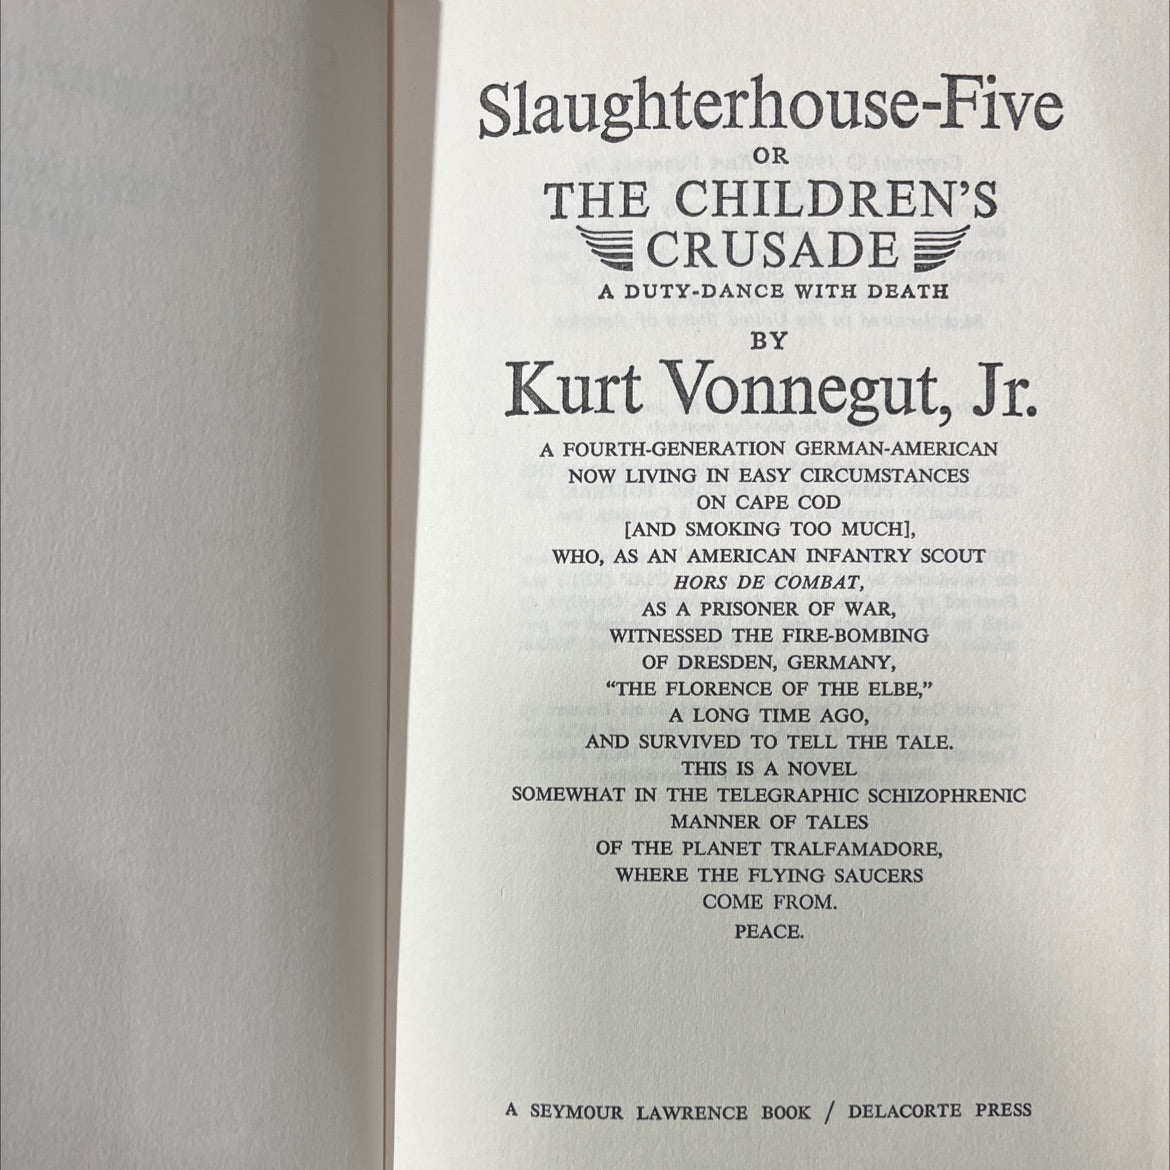 Slaughterhouse-Five
OR
THE CHILDREN'S
CRUSADE
A DUTY-DANCE WITH DEATH
BY
Kurt Vonnegut, Jr.
A FOURTH-GENERATION GERMAN-AMERICAN
NOW LIVING IN EASY CIRCUMSTANCES
ON CAPE COD
[AND SMOKING TOO MUCH],
WHO, AS AN AMERICAN INFANTRY SCOUT
HORS DE COMBAT,
AS A PRISONER OF WAR,
WITNESSED THE FIRE-BOMBING
OF DRESDEN, GERMANY,
“THE FLORENCE OF THE ELBE,”
A LONG TIME AGO,
AND SURVIVED TO TELL THE TALE.
THIS IS A NOVEL
SOMEWHAT IN THE TELEGRAPHIC SCHIZOPHRENIC
MANNER OF TALES
OF THE PLANET TRALFAMADORE,
WHERE THE FLYING SAUCERS
COME FROM.
PEACE.
A SEYMOUR LAWRENCE BOOK / DELACORTE PRESS